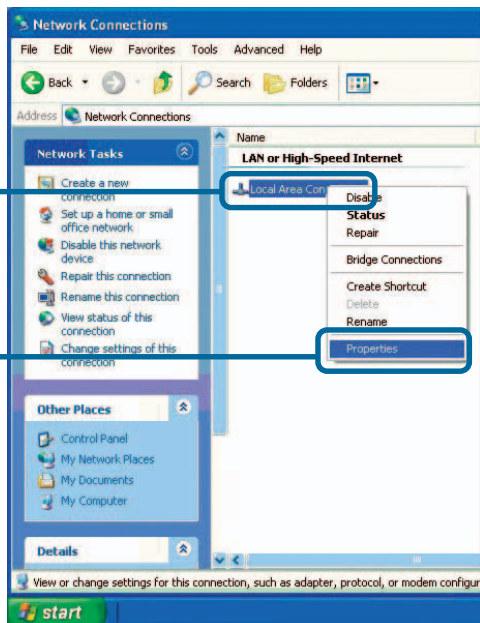 Network Connections
File Edit View Favorites Tools Advanced Help
Back Search Folders
Address Network Connections
Network Tasks
Create a new
connection
Set up a home or small
office network
Disable this network
device
Repair this connection
Rename this connection
View status of this
connection
Change settings of this
connection
Other Places
Control Panel
My Network Places
My Documents
My Computer
Details
Name
LAN or High-Speed Internet
Local Area Con
Disable
Status
Repair
Bridge Connections
Create Shortcut
Delete
Rename
Properties
View or change settings for this connection, such as adapter, protocol, or modem configur
start